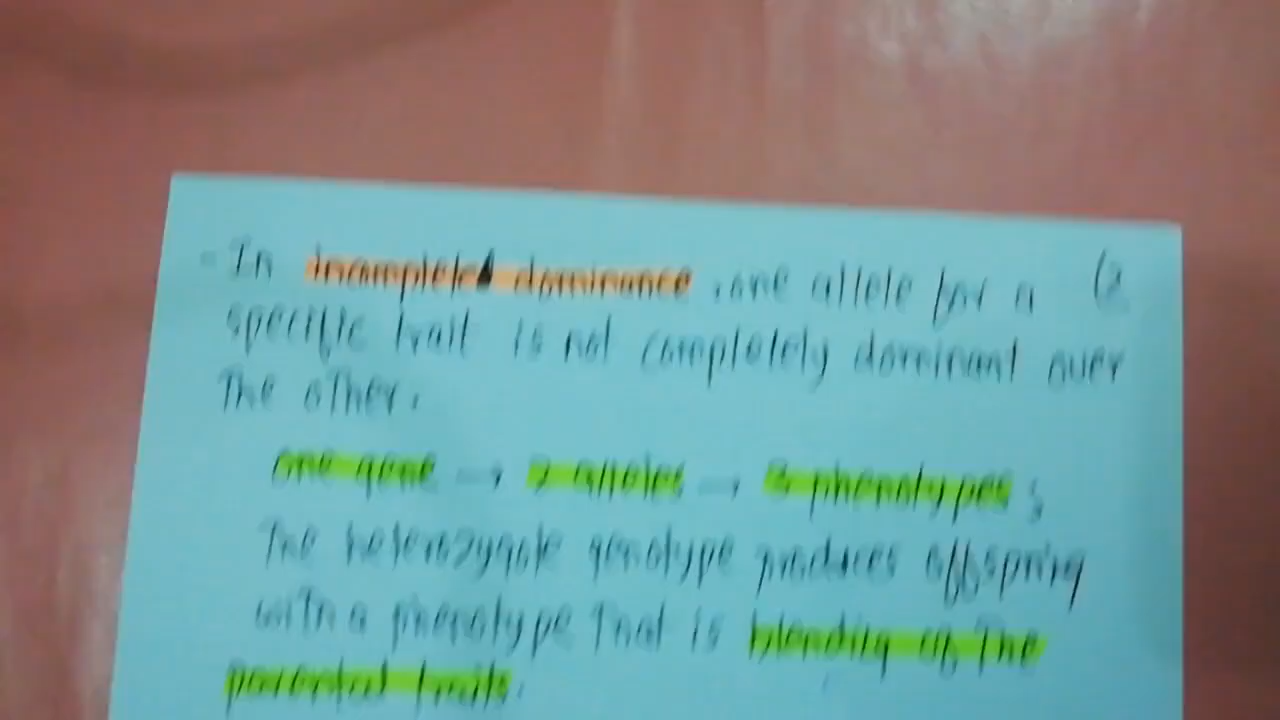 - In incomplete dominance, one allele for a (2
specific trait is not completely dominant over
The other.
one gene → 2 alleles → 3 phenotypes;
The heterozygote genotype produces offspring
with a phenotype that is blending of The
parental traits.